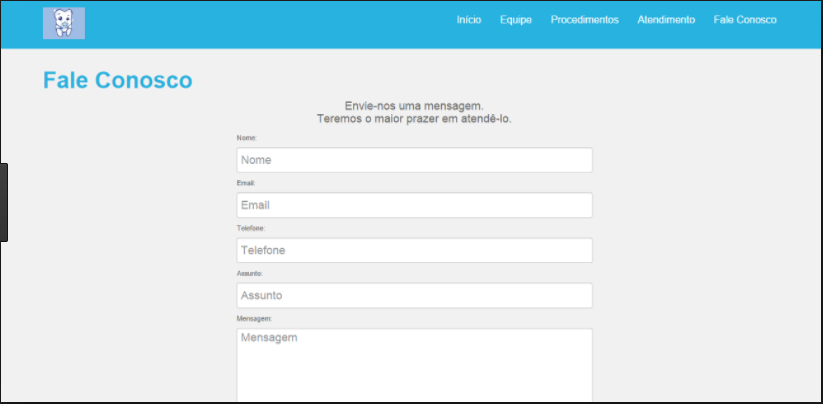 Início Equipe Procedimentos Atendimento Fale Conosco
Fale Conosco
Envie-nos uma mensagem.
Teremos o maior prazer em atendê-lo.
Nome:
Nome
Email:
Email
Telefone:
Telefone
Assunto:
Assunto
Mensagem:
Mensagem